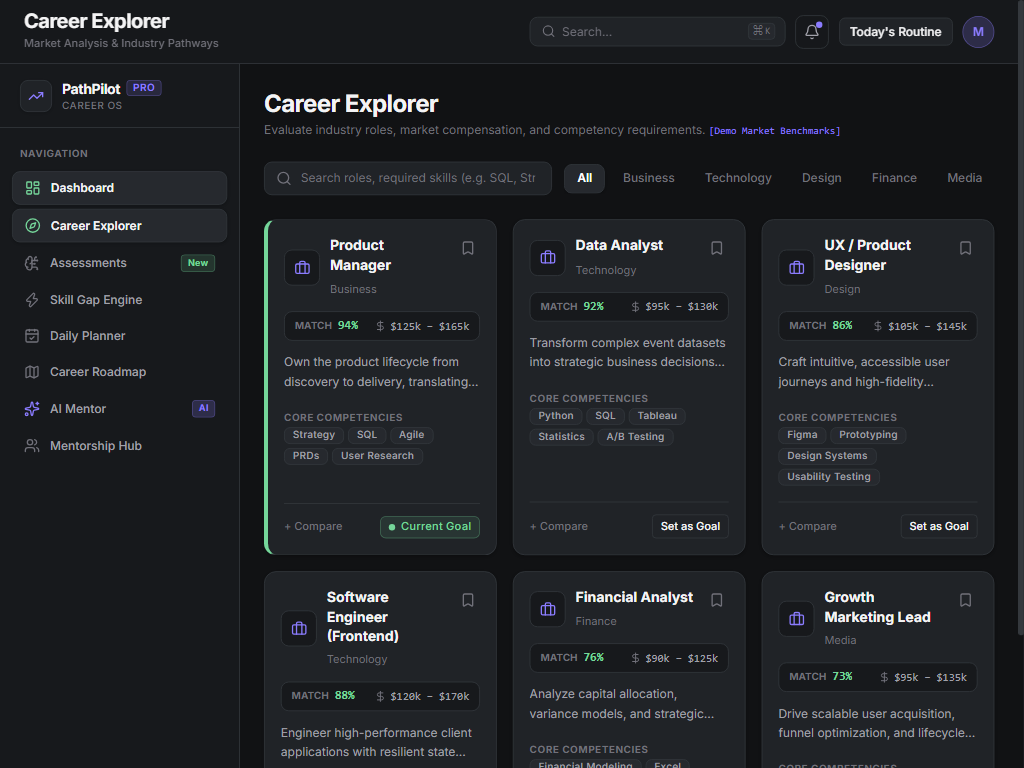 Career Explorer
Market Analysis & Industry Pathways
Search...
⌘K
Today's Routine
M
PathPilot PRO
CAREER OS
NAVIGATION
Dashboard
Career Explorer
Assessments New
Skill Gap Engine
Daily Planner
Career Roadmap
AI Mentor AI
Mentorship Hub
Career Explorer
Evaluate industry roles, market compensation, and competency requirements. [Demo Market Benchmarks]
Search roles, required skills (e.g. SQL, Str
All Business Technology Design Finance Media
Product
Manager
Business
MATCH 94% $ $125k – $165k
Own the product lifecycle from
discovery to delivery, translating...
CORE COMPETENCIES
Strategy SQL Agile
PRDs User Research
+ Compare Current Goal
Data Analyst
Technology
MATCH 92% $ $95k – $130k
Transform complex event datasets
into strategic business decisions...
CORE COMPETENCIES
Python SQL Tableau
Statistics A/B Testing
+ Compare Set as Goal
UX / Product
Designer
Design
MATCH 86% $ $105k – $145k
Craft intuitive, accessible user
journeys and high-fidelity...
CORE COMPETENCIES
Figma Prototyping
Design Systems
Usability Testing
+ Compare Set as Goal
Software
Engineer
(Frontend)
Technology
MATCH 88% $ $120k – $170k
Engineer high-performance client
applications with resilient state...
Financial Analyst
Finance
MATCH 76% $ $90k – $125k
Analyze capital allocation,
variance models, and strategic...
CORE COMPETENCIES
Financial Modeling Excel
Growth
Marketing Lead
Media
MATCH 73% $ $95k – $135k
Drive scalable user acquisition,
funnel optimization, and lifecycle...
CORE COMPETENCIES